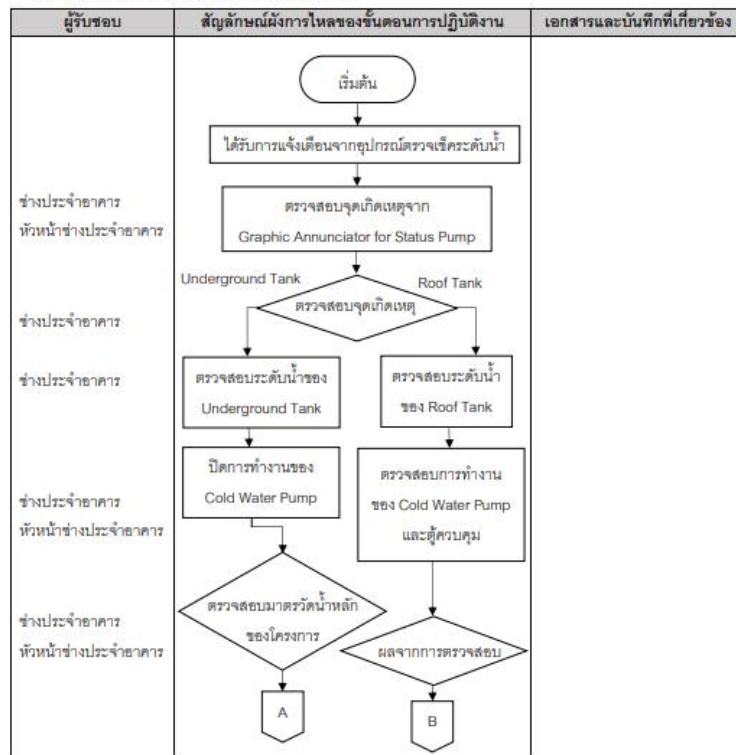 ผู้รับชอบ
สัญลักษณ์ผังการไหลของขั้นตอนการปฏิบัติงาน
เอกสารและบันทึกที่เกี่ยวข้อง
เริ่มต้น
ได้รับการแจ้งเตือนจากอุปกรณ์ตรวจเช็คระดับน้ำ
ช่างประจำอาคาร
หัวหน้าช่างประจำอาคาร
ตรวจสอบจุดเกิดเหตุจาก
Graphic Annunciator for Status Pump
Underground Tank
Roof Tank
ช่างประจำอาคาร
ตรวจสอบจุดเกิดเหตุ
ช่างประจำอาคาร
ตรวจสอบระดับน้ำของ
Underground Tank
ตรวจสอบระดับน้ำ
ของ Roof Tank
ช่างประจำอาคาร
หัวหน้าช่างประจำอาคาร
ปิดการทำงานของ
Cold Water Pump
ตรวจสอบการทำงาน
ของ Cold Water Pump
และตู้ควบคุม
ช่างประจำอาคาร
หัวหน้าช่างประจำอาคาร
ตรวจสอบมาตรวัดน้ำหลัก
ของโครงการ
ผลจากการตรวจสอบ
A
B